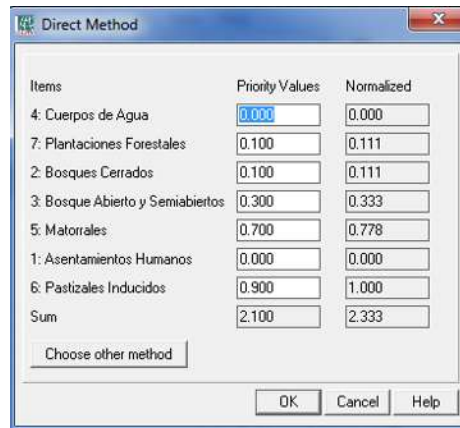 Direct Method
Items Priority Values Normalized
4: Cuerpos de Agua 0.000 0.000
7: Plantaciones Forestales 0.100 0.111
2: Bosques Cerrados 0.100 0.111
3: Bosque Abierto y Semiabiertos 0.300 0.333
5: Matorrales 0.700 0.778
1: Asentamientos Humanos 0.000 0.000
6: Pastizales Inducidos 0.900 1.000
Sum 2.100 2.333
Choose other method
OK Cancel Help